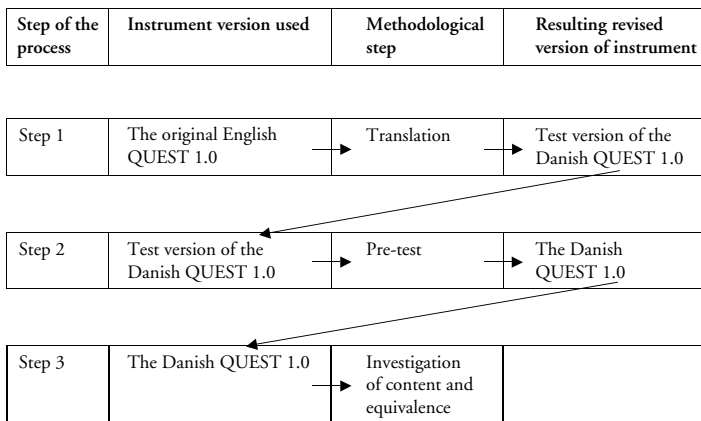 Step of the
process
Instrument version used
Methodological
step
Resulting revised
version of instrument
Step 1
The original English
QUEST 1.0
Translation
Test version of the
Danish QUEST 1.0
Step 2
Test version of the
Danish QUEST 1.0
Pre-test
The Danish
QUEST 1.0
Step 3
The Danish QUEST 1.0
Investigation
of content and
equivalence